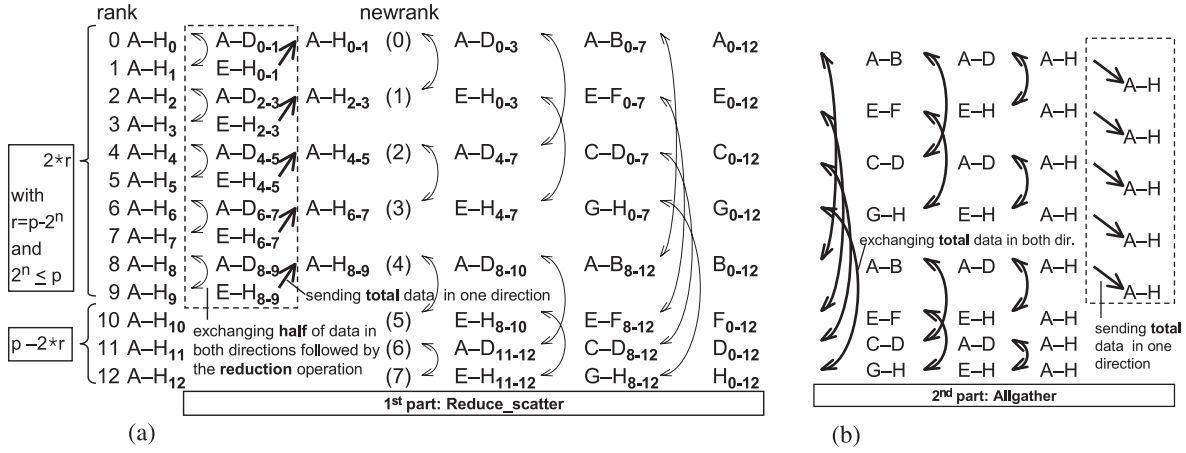 rank newrank
0 A–H0 A–D0-1 A–H0-1 (0) A–D0-3 A–B0-7 A0-12
1 A–H1 E–H0-1
2 A–H2 A–D2-3 A–H2-3 (1) E–H0-3 E–F0-7 E0-12
3 A–H3 E–H2-3
4 A–H4 A–D4-5 A–H4-5 (2) A–D4-7 C–D0-7 C0-12
5 A–H5 E–H4-5
6 A–H6 A–D6-7 A–H6-7 (3) E–H4-7 G–H0-7 G0-12
7 A–H7 E–H6-7
8 A–H8 A–D8-9 A–H8-9 (4) A–D8-10 A–B8-12 B0-12
9 A–H9 E–H8-9
10 A–H10 (5) E–H8-10 E–F8-12 F0-12
11 A–H11 (6) A–D11-12 C–D8-12 D0-12
12 A–H12 (7) E–H11-12 G–H8-12 H0-12
2*r
with
r=p-2n
and
2n ≤ p
p–2*r
sending total data in one direction
exchanging half of data in
both directions followed by
the reduction operation
1st part: Reduce_scatter
(a)
A–B A–D A–H
A–H
E–F E–H A–H
A–H
C–D A–D A–H
A–H
G–H E–H A–H
A–H
exchanging total data in both dir.
A–B A–D A–H
A–H
E–F E–H A–H
C–D A–D A–H
G–H E–H A–H
sending total
data in one
direction
2nd part: Allgather
(b)